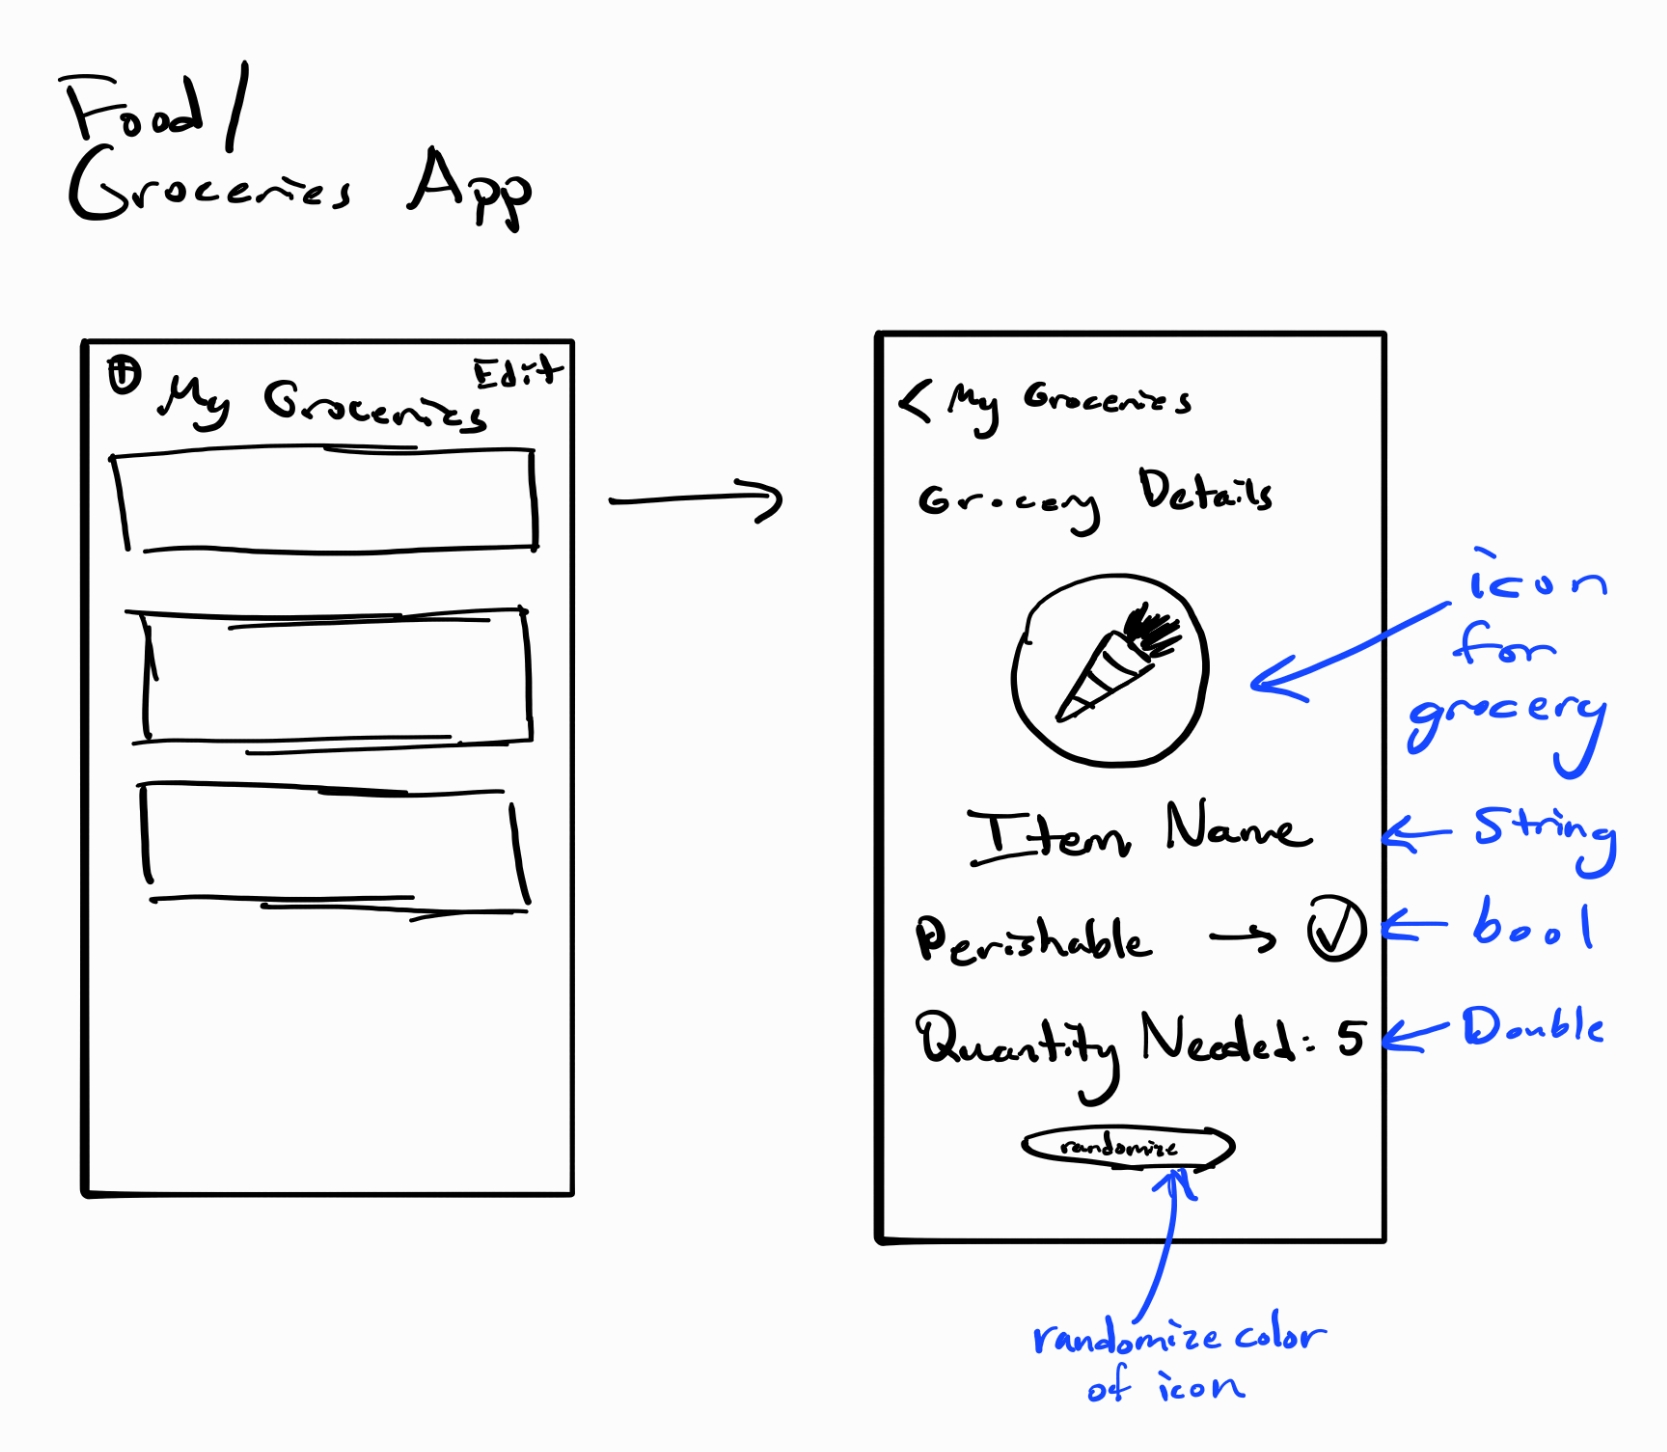 Food/
Groceries App
Edit
My Groceries
< My Groceries
Grocery Details
icon
for
grocery
Item Name
String
Perishable → ✓
bool
Quantity Needed: 5
Double
randomize
randomize color
of icon